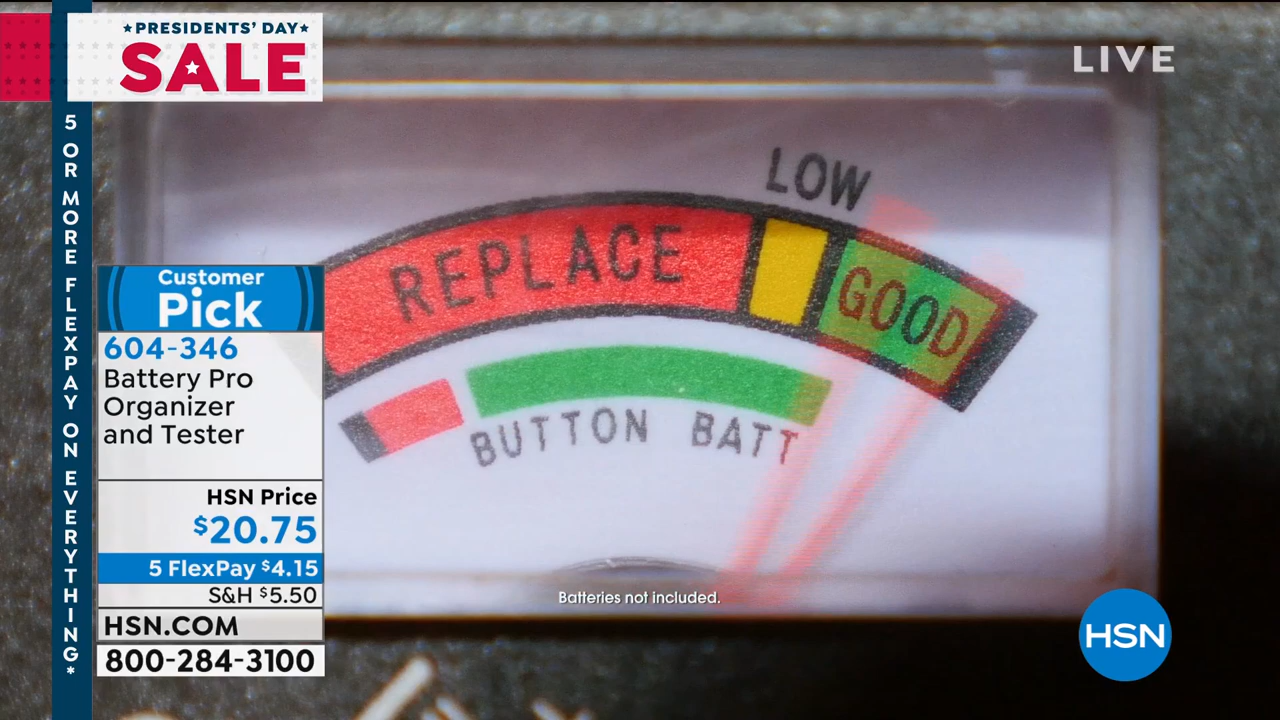 ★PRESIDENTS' DAY★
SALE
LIVE
5 OR MORE FLEXPAY ON EVERYTHING*
Customer
Pick
604-346
Battery Pro
Organizer
and Tester
HSN Price
$20.75
5 FlexPay $4.15
S&H $5.50
HSN.COM
800-284-3100
LOW
REPLACE
GOOD
BUTTON BATT
Batteries not included.
HSN